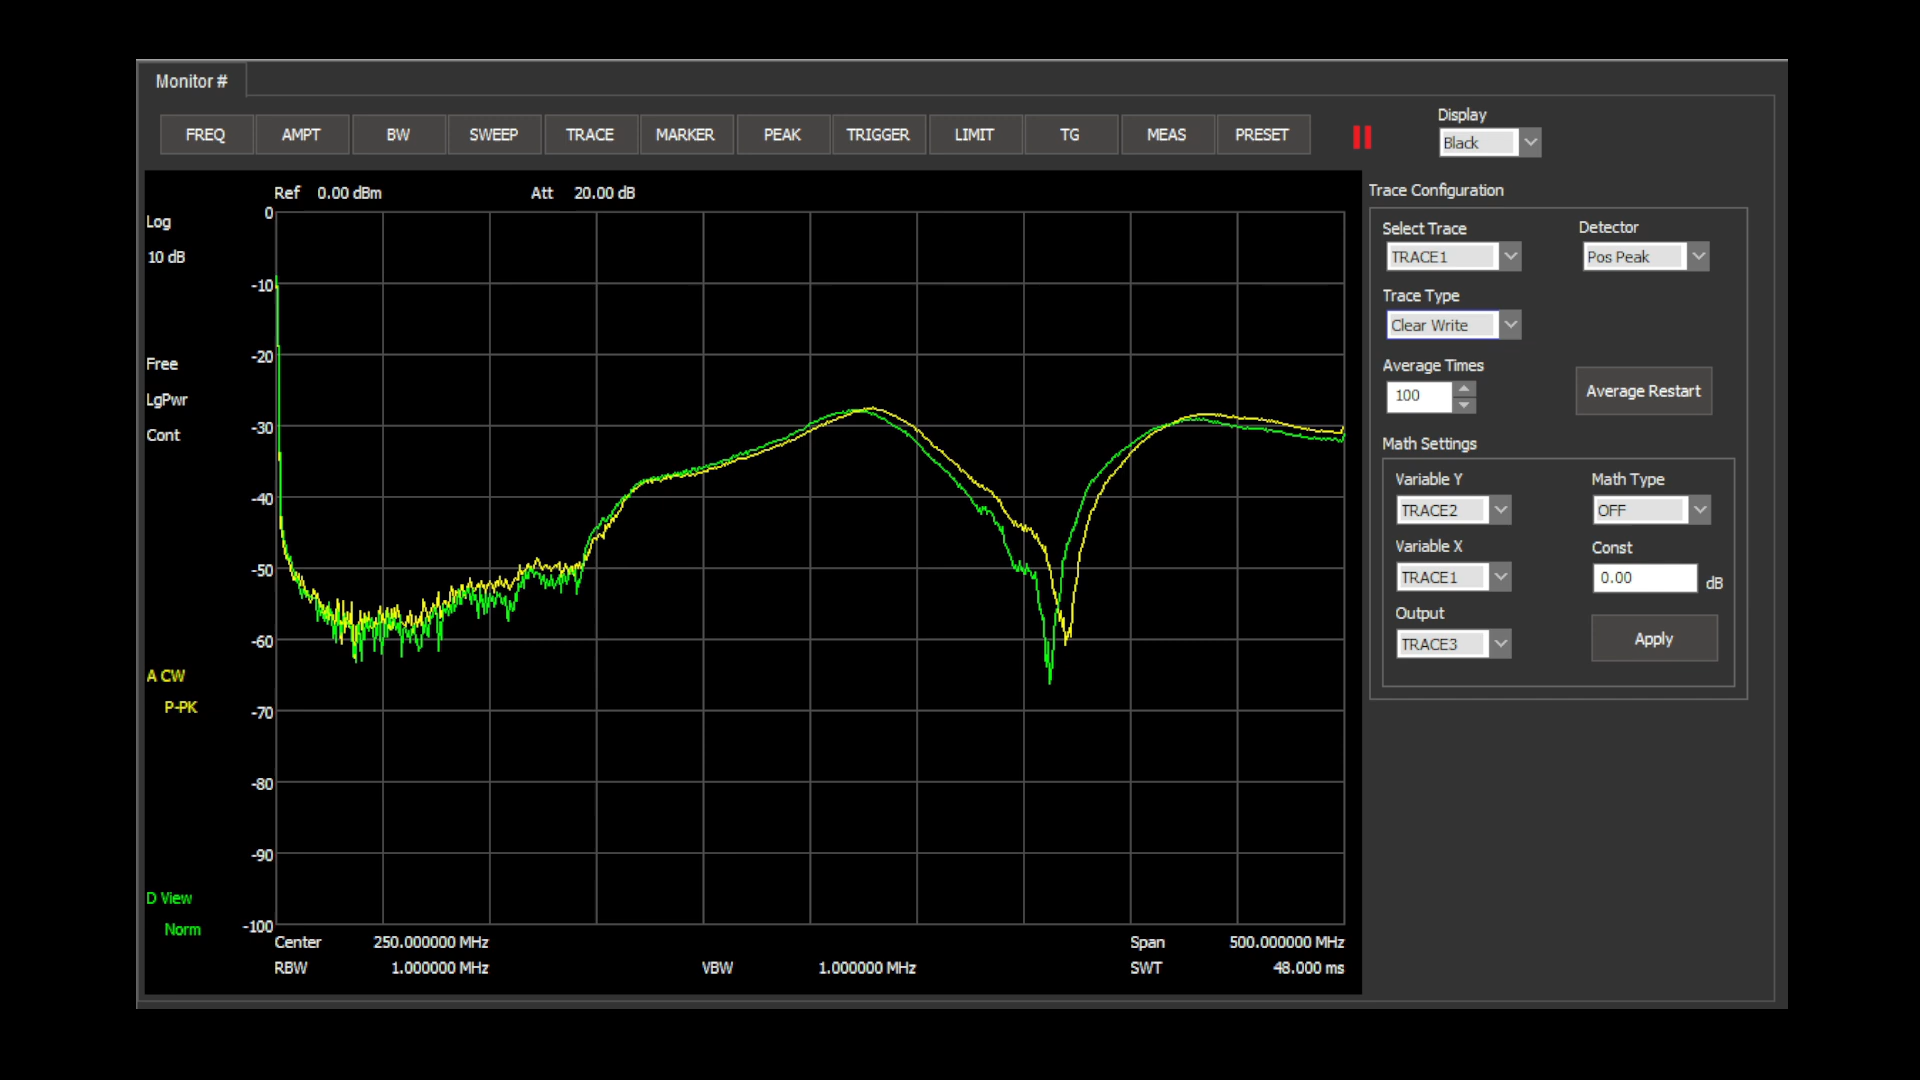 Monitor #
FREQ AMPT BW SWEEP TRACE MARKER PEAK TRIGGER LIMIT TG MEAS PRESET
Display
Black
Ref 0.00 dBm Att 20.00 dB
Log
10 dB
Free
LgPwr
Cont
A CW
P-PK
D View
Norm
0
-10
-20
-30
-40
-50
-60
-70
-80
-90
-100
Center 250.000000 MHz Span 500.000000 MHz
RBW 1.000000 MHz VBW 1.000000 MHz SWT 48.000 ms
Trace Configuration
Select Trace Detector
TRACE1 Pos Peak
Trace Type
Clear Write
Average Times
100 Average Restart
Math Settings
Variable Y Math Type
TRACE2 OFF
Variable X Const
TRACE1 0.00 dB
Output
TRACE3 Apply